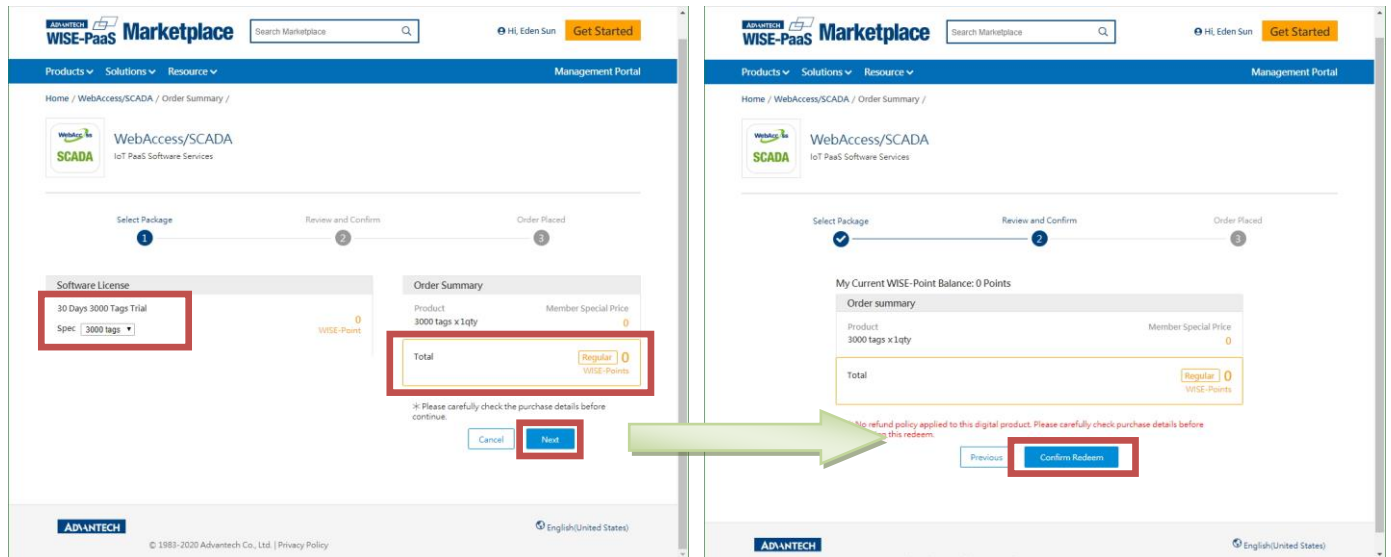 ADVANTECH
WISE-PaaS Marketplace
Search Marketplace
Hi, Eden Sun
Get Started
Products Solutions Resource
Management Portal
Home / WebAccess/SCADA / Order Summary /
WebAccess
SCADA
WebAccess/SCADA
IoT PaaS Software Services
Select Package
Review and Confirm
Order Placed
1
2
3
Software License
30 Days 3000 Tags Trial
Spec 3000 tags
0
WISE-Point
Order Summary
Product Member Special Price
3000 tags x 1qty 0
Total Regular 0
WISE-Points
* Please carefully check the purchase details before
continue.
Cancel Next
ADVANTECH
English(United States)
© 1983-2020 Advantech Co., Ltd. | Privacy Policy
ADVANTECH
WISE-PaaS Marketplace
Search Marketplace
Hi, Eden Sun
Get Started
Products Solutions Resource
Management Portal
Home / WebAccess/SCADA / Order Summary /
WebAccess
SCADA
WebAccess/SCADA
IoT PaaS Software Services
Select Package
Review and Confirm
Order Placed
2
3
My Current WISE-Point Balance: 0 Points
Order summary
Product Member Special Price
3000 tags x 1qty 0
Total Regular 0
WISE-Points
No refund policy applied to this digital product. Please carefully check purchase details before
this redeem.
Previous Confirm Redeem
ADVANTECH
English(United States)